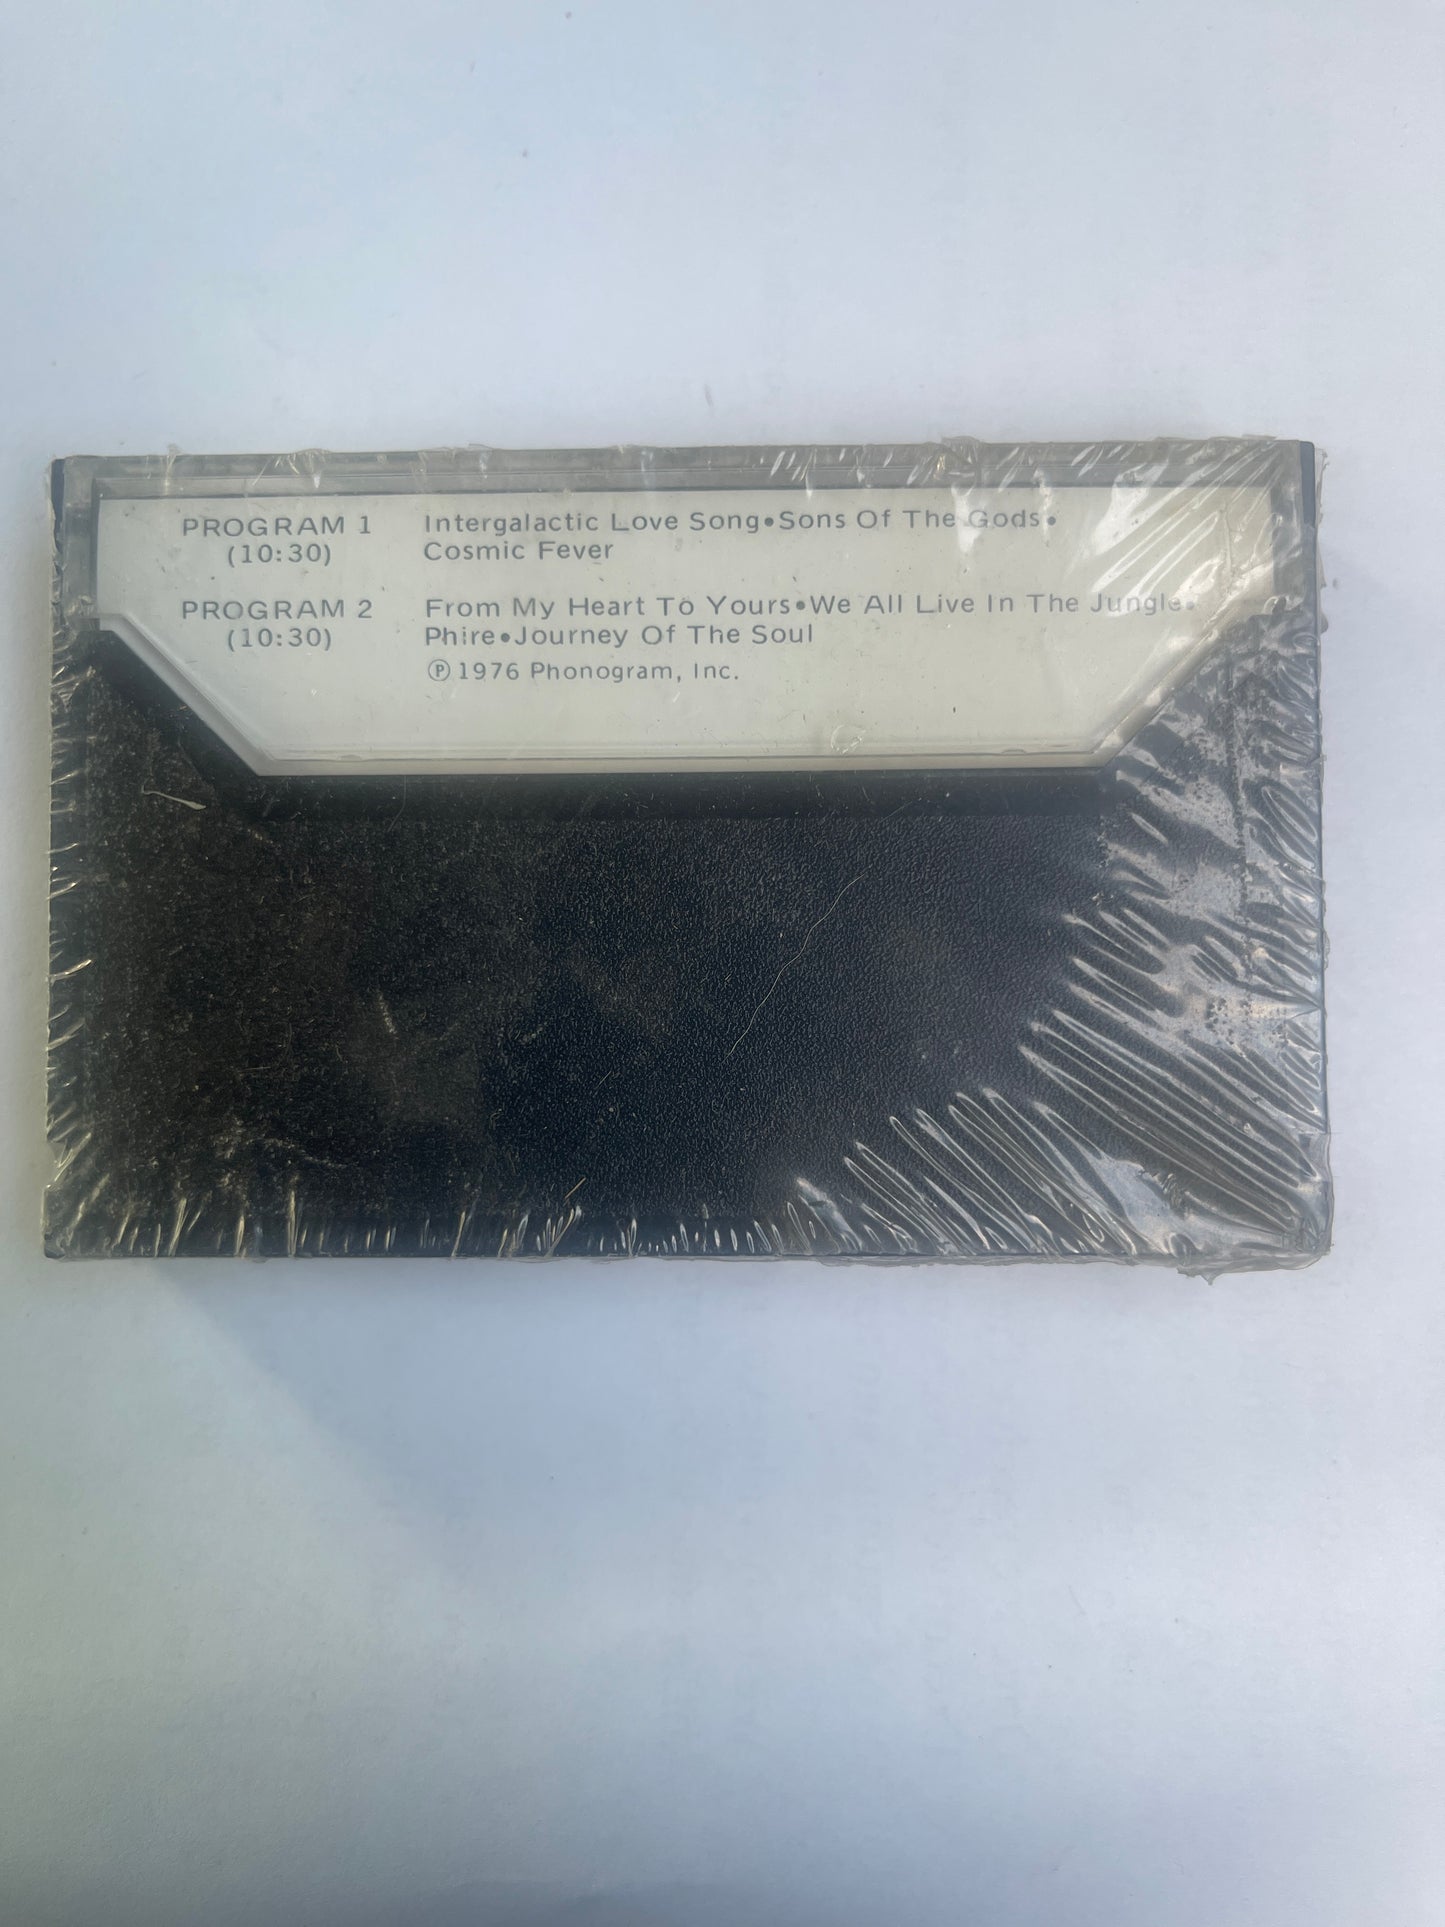 PROGRAM 1 Intergalactic Love Song•Sons Of The Gods•
(10:30) Cosmic Fever
PROGRAM 2 From My Heart To Yours•We All Live In The Jungle•
(10:30) Phire•Journey Of The Soul
Ⓟ 1976 Phonogram, Inc.